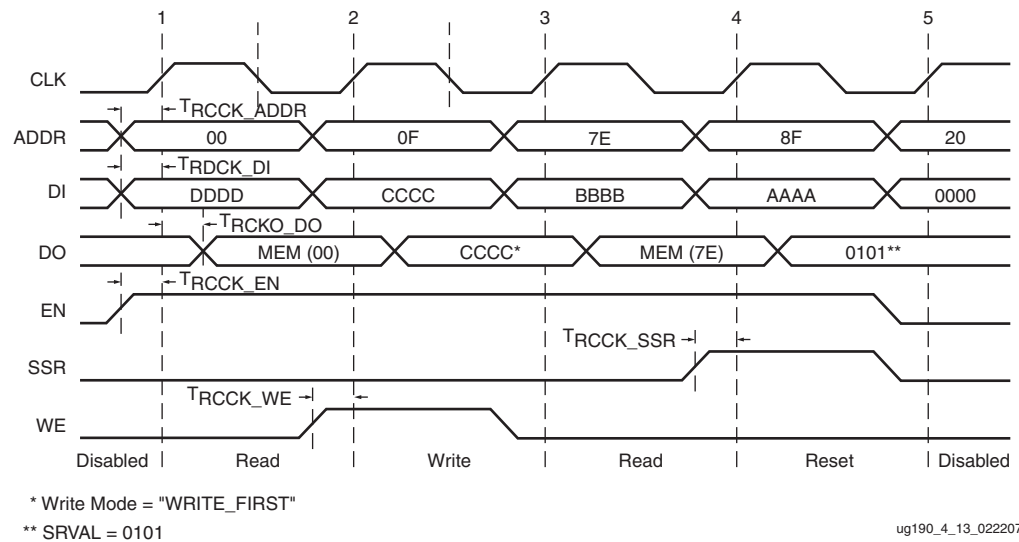 1 2 3 4 5
CLK
TRCCK_ADDR
ADDR 00 0F 7E 8F 20
TRDCK_DI
DI DDDD CCCC BBBB AAAA 0000
TRCKO_DO
DO MEM (00) CCCC* MEM (7E) 0101**
TRCCK_EN
EN
TRCCK_SSR
SSR
TRCCK_WE
WE
Disabled Read Write Read Reset Disabled
* Write Mode = "WRITE_FIRST"
** SRVAL = 0101
ug190_4_13_022207